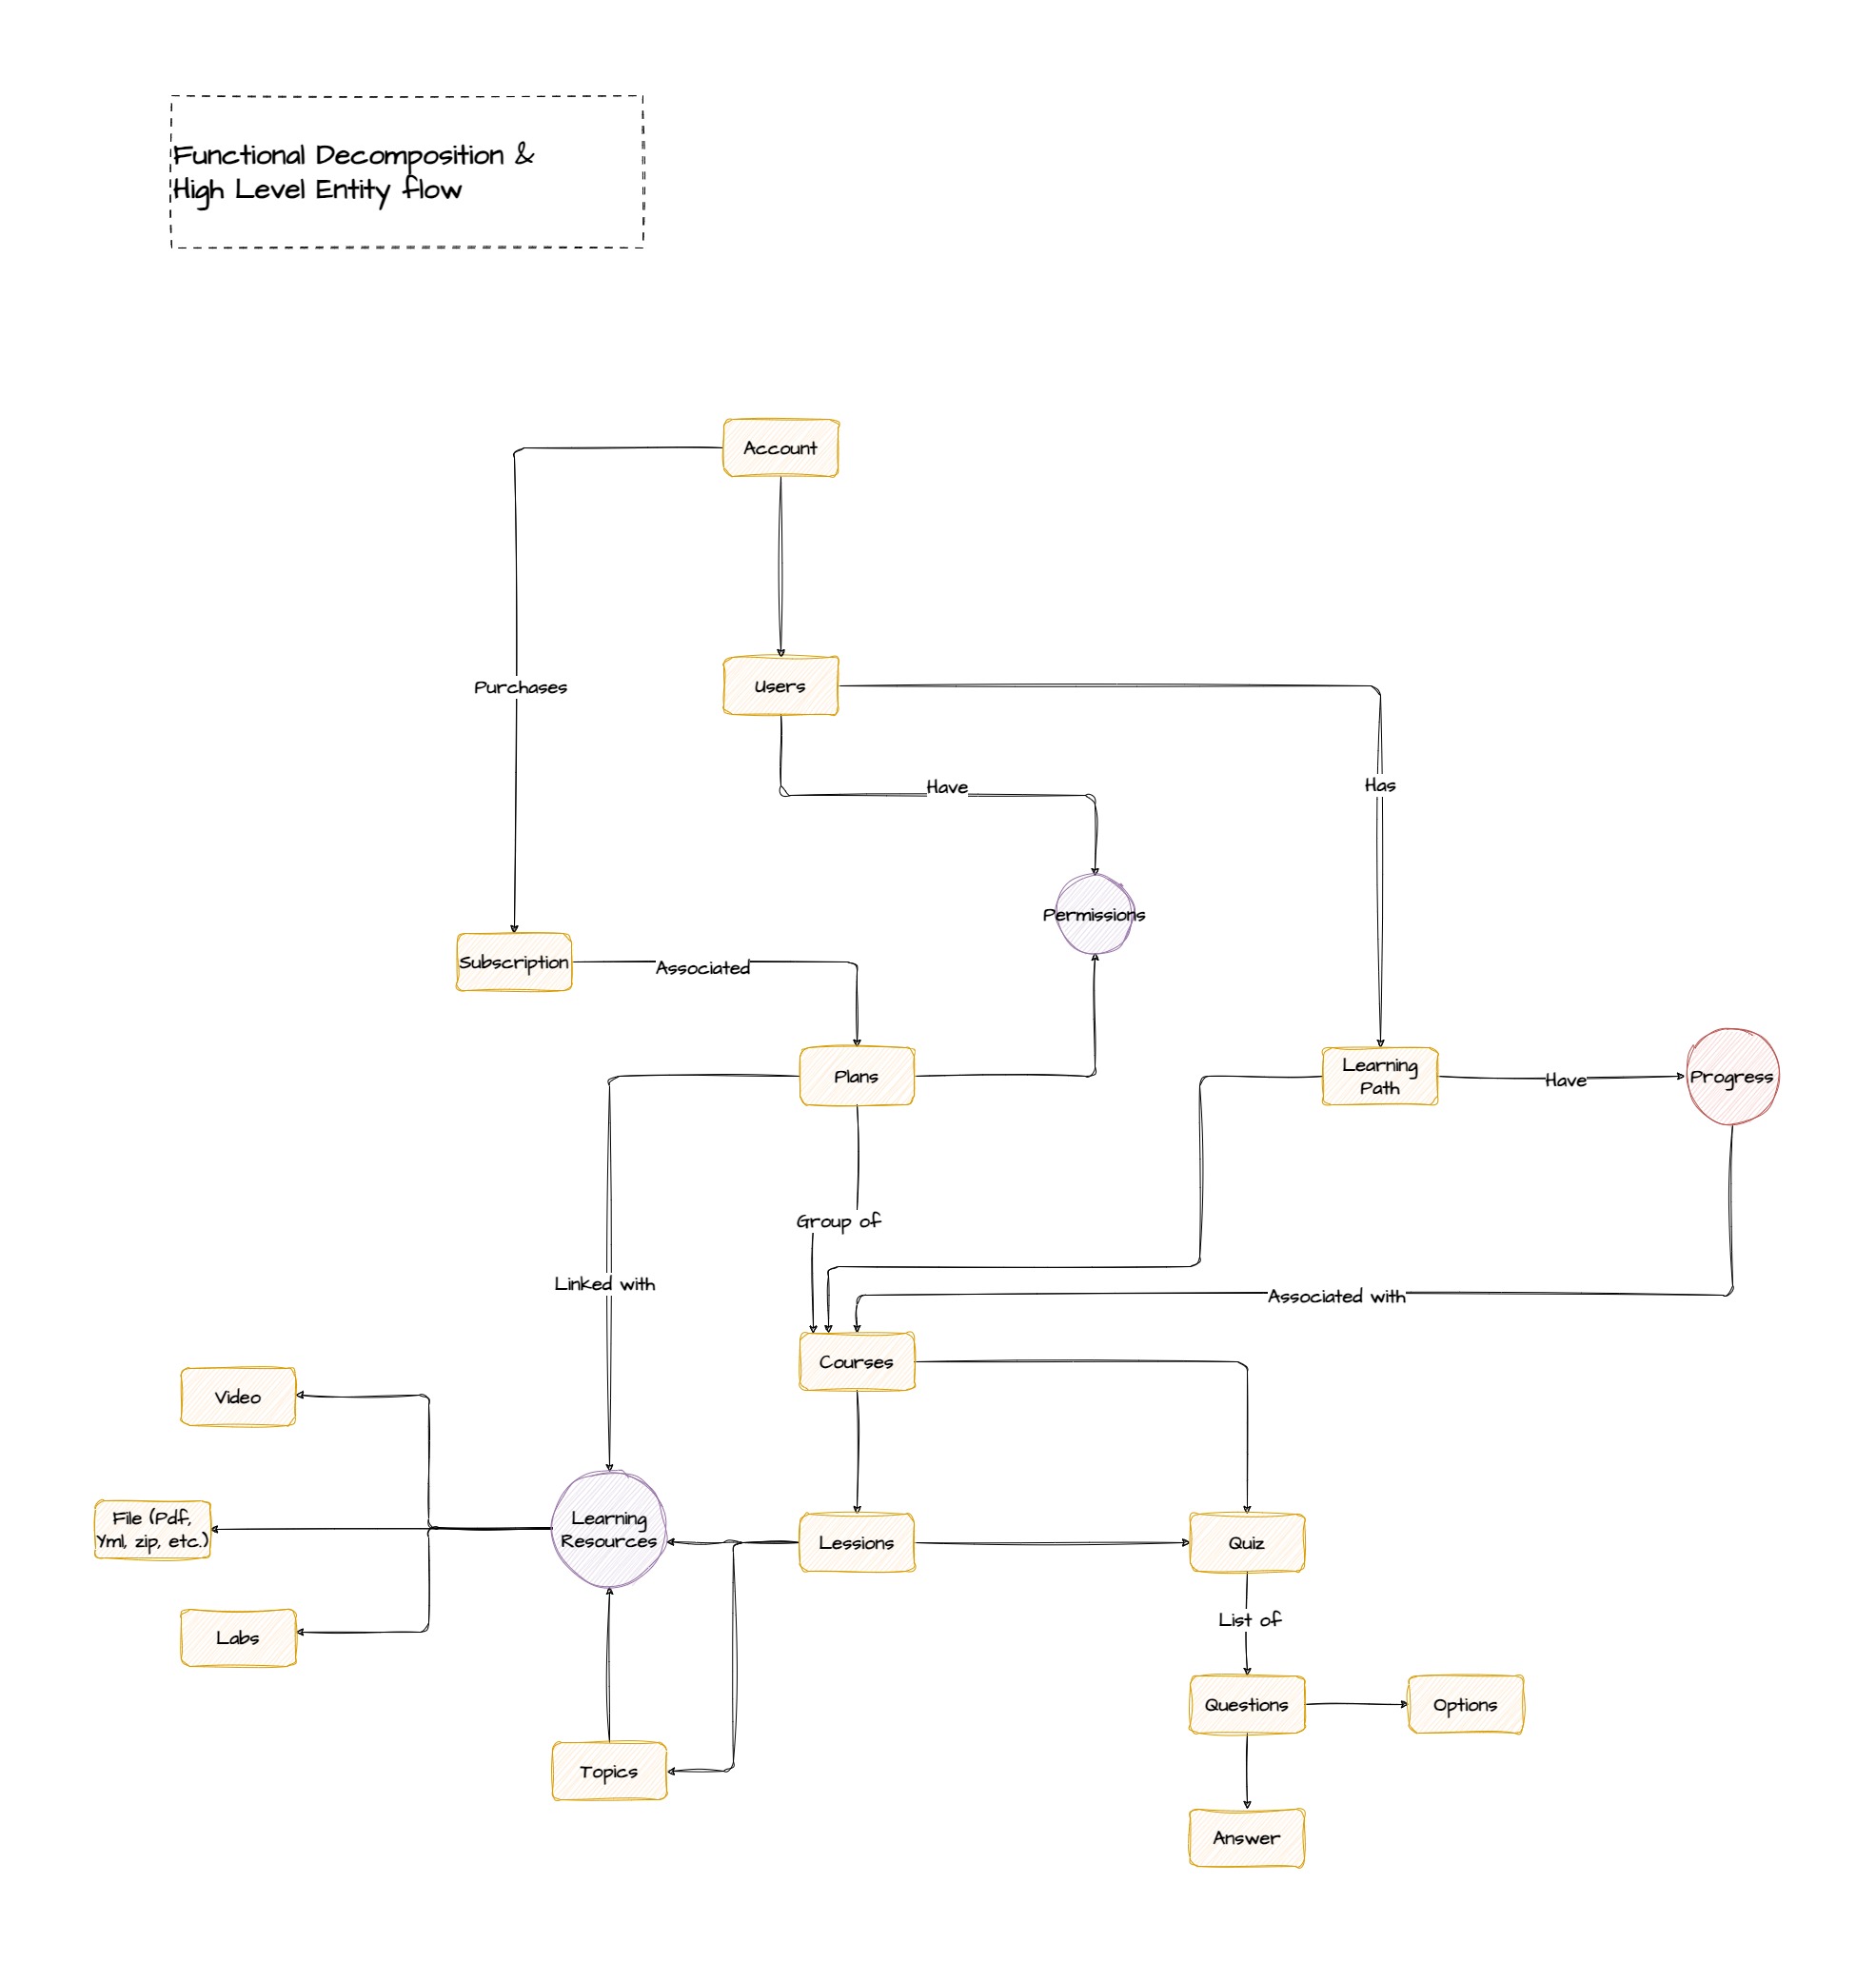 Functional Decomposition &
High Level Entity flow
Account
Purchases
Users
Have
Has
Permissions
Subscription
Associated
Plans
Learning
Path
Have
Progress
Group of
Linked with
Associated with
Courses
Video
File (Pdf,
Yml, zip, etc.)
Labs
Learning
Resources
Lessions
Quiz
List of
Questions
Options
Topics
Answer